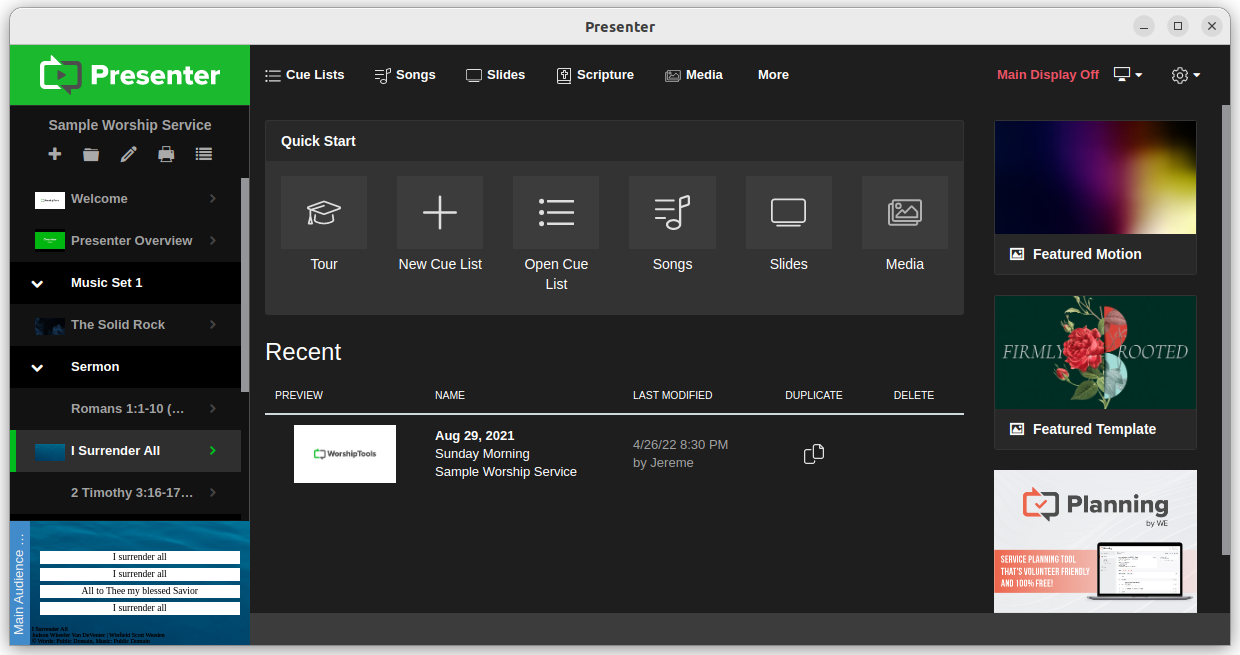 Presenter
Presenter
Cue Lists
Songs
Slides
Scripture
Media
More
Main Display Off
Sample Worship Service
Welcome
Presenter Overview
Music Set 1
The Solid Rock
Sermon
Romans 1:1-10 (…
I Surrender All
2 Timothy 3:16-17…
Main Audience …
I surrender all
I surrender all
All to Thee my blessed Savior
I surrender all
I Surrender All
Judson Wheeler Van DeVenter | Winfield Scott Weeden
© Words: Public Domain, Music: Public Domain
Quick Start
Tour
New Cue List
Open Cue
List
Songs
Slides
Media
Recent
PREVIEW
NAME
LAST MODIFIED
DUPLICATE
DELETE
WorshipTools
Aug 29, 2021
Sunday Morning
Sample Worship Service
4/26/22 8:30 PM
by Jereme
Featured Motion
FIRMLY ROOTED
Featured Template
Planning
by WE
SERVICE PLANNING TOOL
THAT'S VOLUNTEER FRIENDLY
AND 100% FREE!